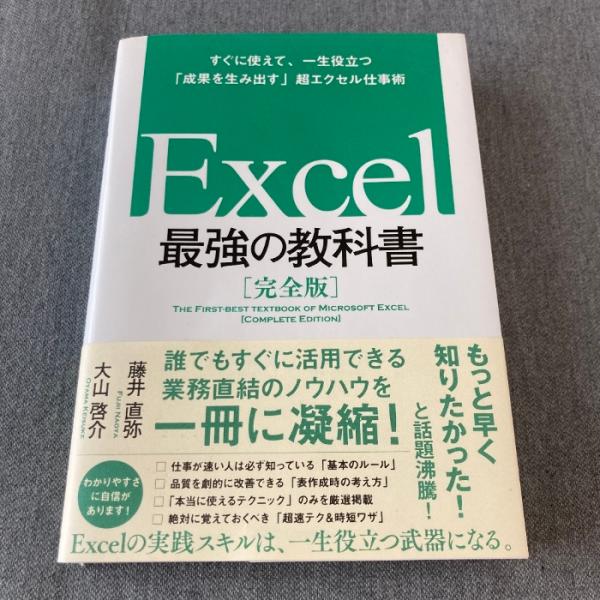 すぐに使えて、一生役立つ
「成果を生み出す」超エクセル仕事術
Excel
最強の教科書
［完全版］
THE FIRST-BEST TEXTBOOK OF MICROSOFT EXCEL
[COMPLETE EDITION]
藤井 直弥
FUJII NAOYA
大山 啓介
OYAMA KEISUKE
誰でもすぐに活用できる
業務直結のノウハウを
一冊に凝縮！
もっと早く
知りたかった！
と話題沸騰！
わかりやすさ
に自信が
あります！
□ 仕事が速い人は必ず知っている「基本のルール」
□ 品質を劇的に改善できる「表作成時の考え方」
□ 「本当に使えるテクニック」のみを厳選掲載
□ 絶対に覚えておくべき「超速テク＆時短ワザ」
Excelの実践スキルは、一生役立つ武器になる。